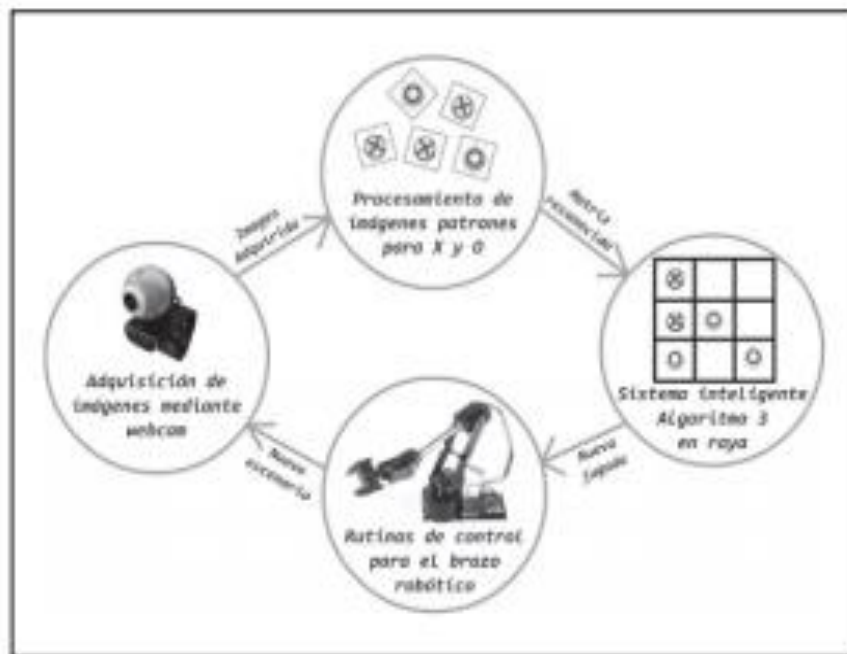 Procesamiento de
imágenes patrones
para X y O
Imagen
Adquirida
Matriz
reconocida
Adquisición de
imágenes mediante
webcam
Sistema inteligente
Algoritmo 3
en raya
Nuevo
escenario
Nueva
Jugada
Rutinas de control
para el brazo
robótico